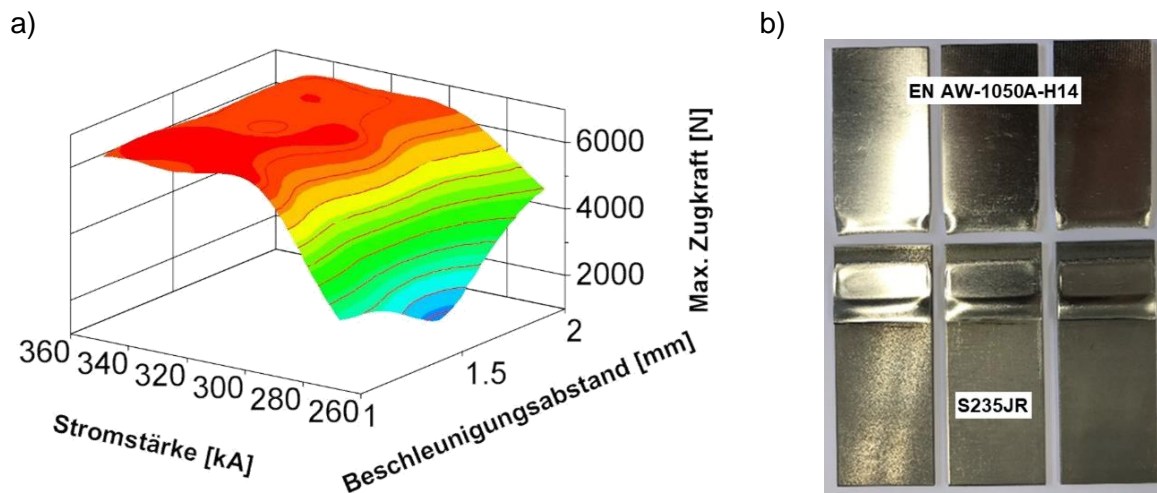 a)
b)
6000
4000
2000
Max. Zugkraft [N]
360
340
320
300
280
260
1
1.5
2
Stromstärke [kA]
Beschleunigungsabstand [mm]
EN AW-1050A-H14
S235JR